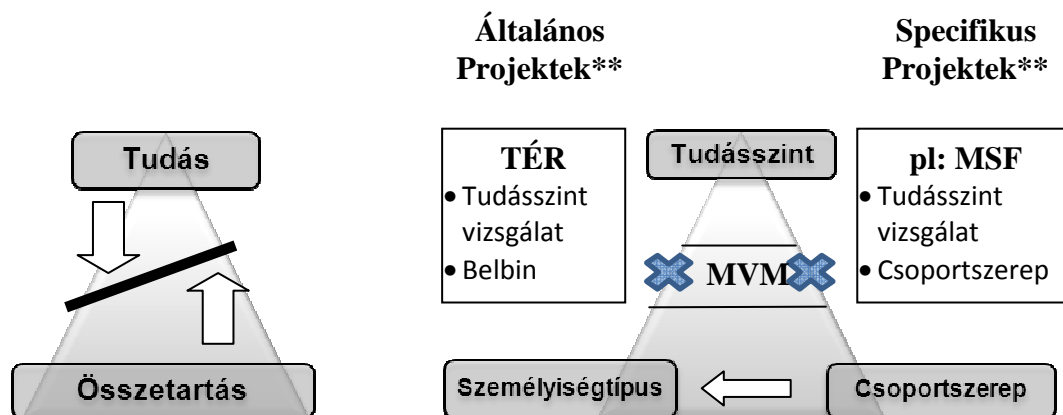 Általános
Projektek**
Specifikus
Projektek**
Tudás
Összetartás
TÉR
• Tudásszint
vizsgálat
• Belbin
Tudásszint
MVM
pl: MSF
• Tudásszint
vizsgálat
• Csoportszerep
Személyiségtípus
Csoportszerep